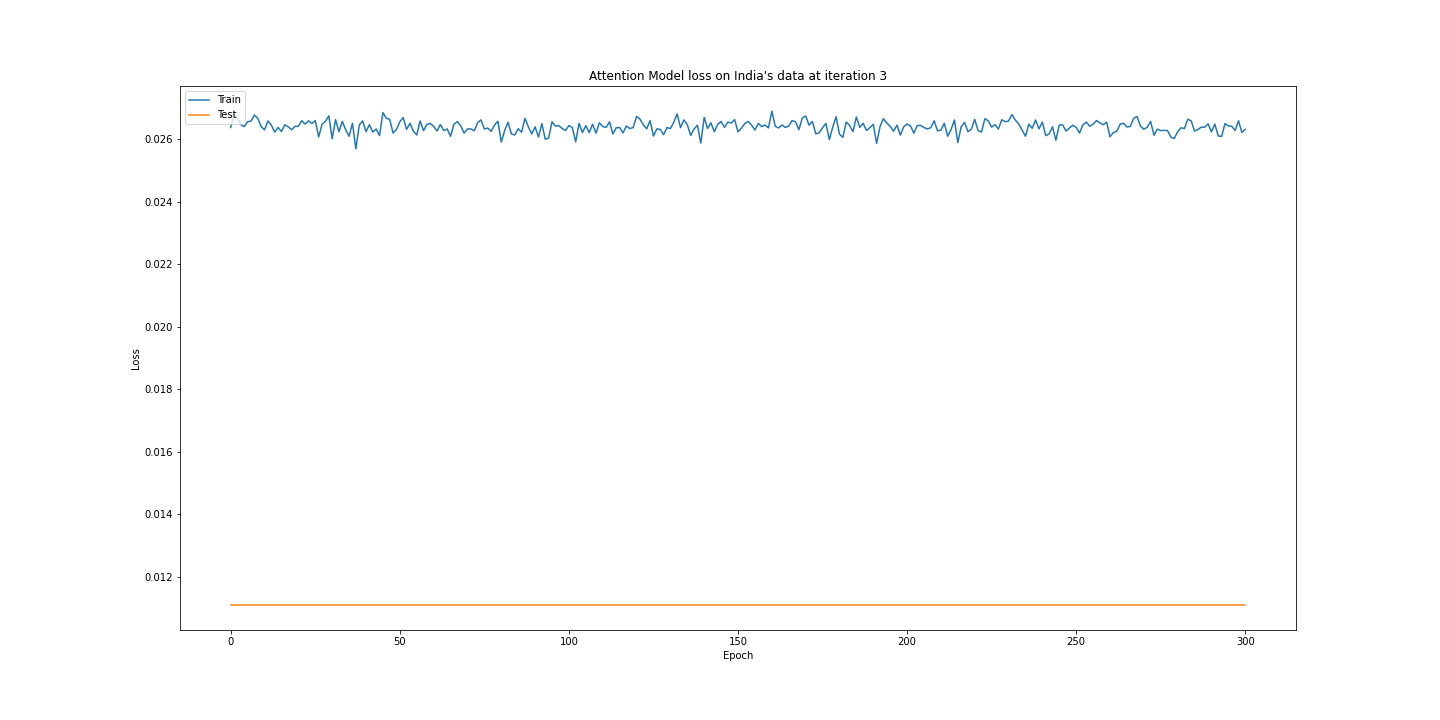 Attention Model loss on India's data at iteration 3
Train
Test
0.026
0.024
0.022
0.020
0.018
0.016
0.014
0.012
Loss
0 50 100 150 200 250 300
Epoch